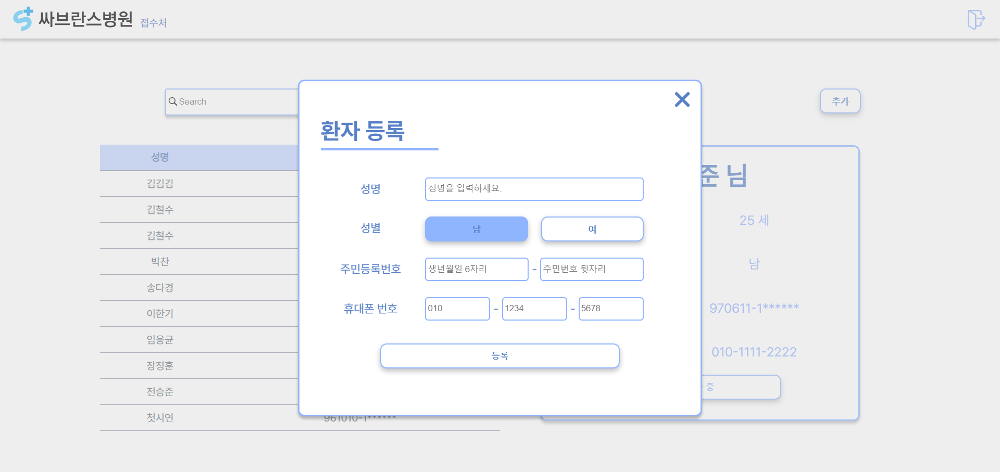 싸브란스병원 접수처
Search
추가
환자 등록
성명
성명을 입력하세요.
성별
남
여
주민등록번호
생년월일 6자리
-
주민번호 뒷자리
휴대폰 번호
010
-
1234
-
5678
등록
성명
김김김
김철수
김철수
박찬
송다경
이한기
임웅균
장정훈
전승준
첫시연
961010-1******
준 님
25 세
남
970611-1******
010-1111-2222
중